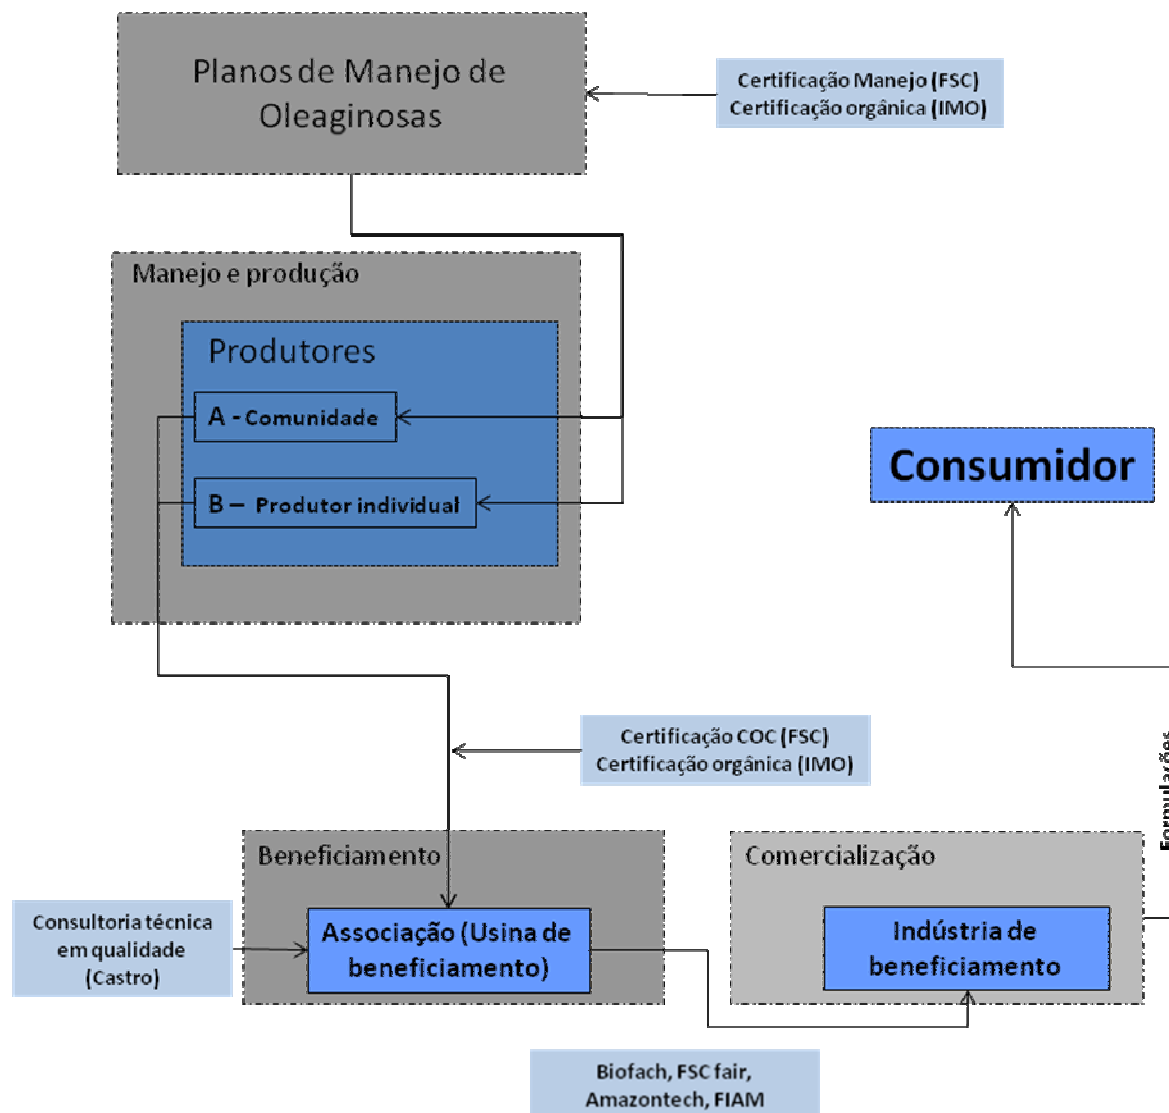 Planos de Manejo de
Oleaginosas
Certificação Manejo (FSC)
Certificação orgânica (IMO)
Manejo e produção
Produtores
A - Comunidade
B – Produtor individual
Consumidor
Certificação COC (FSC)
Certificação orgânica (IMO)
Formulações
Beneficiamento
Comercialização
Consultoria técnica
em qualidade
(Castro)
Associação (Usina de
beneficiamento)
Indústria de
beneficiamento
Biofach, FSC fair,
Amazontech, FIAM